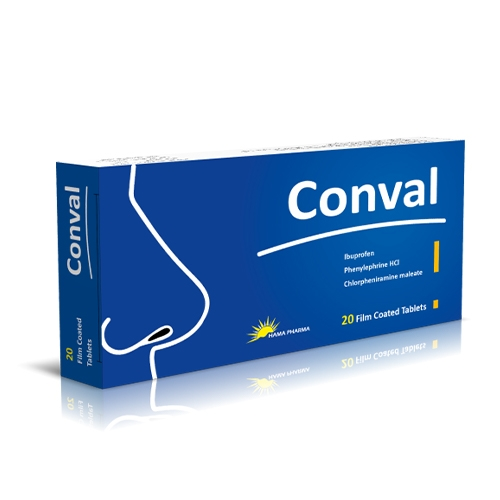 Conval
20 Film Coated
Tablets
Conval
Ibuprofen
Phenylephrine HCl
Chlorpheniramine maleate
20 Film Coated Tablets
HAMA PHARMA